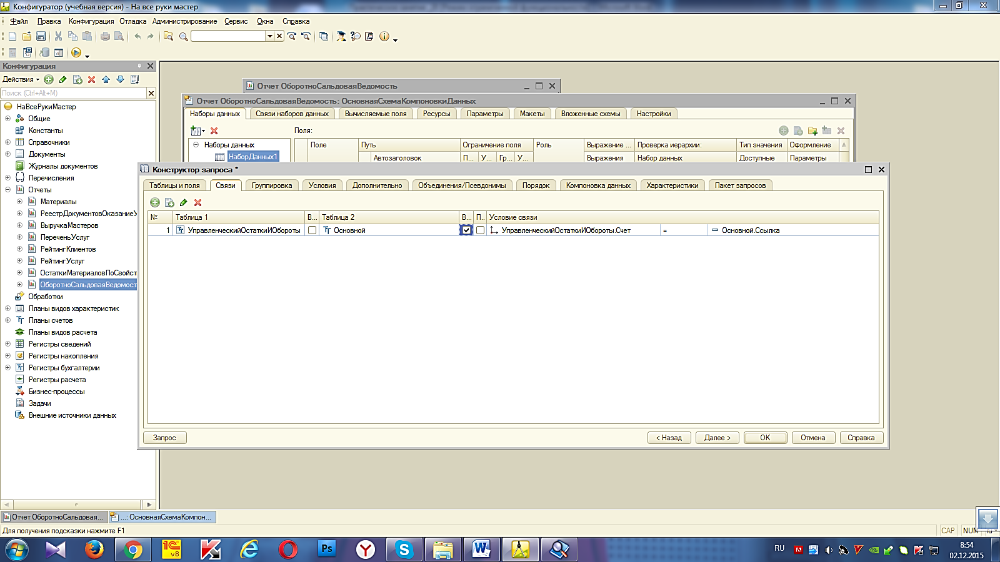 Конфигуратор (учебная версия) - На все руки мастер
Файл Правка Конфигурация Отладка Администрирование Сервис Окна Справка
Конфигурация
Действия
Поиск (Ctrl+Alt+M)
НаВсеРукиМастер
Общие
Константы
Справочники
Документы
Журналы документов
Перечисления
Отчеты
Материалы
РеестрДокументовОказаниеУ
ВыручкаМастеров
ПереченьУслуг
РейтингКлиентов
РейтингУслуг
ОстаткиМатериаловПоСвойст
ОборотноСальдоваяВедомост
Обработки
Планы видов характеристик
Планы счетов
Планы видов расчета
Регистры сведений
Регистры накопления
Регистры бухгалтерии
Регистры расчета
Бизнес-процессы
Задачи
Внешние источники данных
Отчет ОборотноСальдоваяВедомость
Отчет ОборотноСальдоваяВедомость: ОсновнаяСхемаКомпоновкиДанных
Наборы данных Связи наборов данных Вычисляемые поля Ресурсы Параметры Макеты Вложенные схемы Настройки
Поля:
Наборы данных
НаборДанных1
Поле Путь Ограничение поля Роль Выражение ... Проверка иерархии: Тип значения Оформление
Автозаголовок П... У... Гр... У... Выражения Набор данных Доступные Параметры
Конструктор запроса *
Таблицы и поля Связи Группировка Условия Дополнительно Объединения/Псевдонимы Порядок Компоновка данных Характеристики Пакет запросов
№ Таблица 1 В... Таблица 2 В... П.. Условие связи
1 УправленческийОстаткиИОбороты Основной УправленческийОстаткиИОбороты.Счет = Основной.Ссылка
Запрос < Назад Далее > ОК Отмена Справка
Отчет ОборотноСальдовая... ...: ОсновнаяСхемаКомпон...
Для получения подсказки нажмите F1
CAP NUM
1С v8 Ps
RU
8:54
02.12.2015